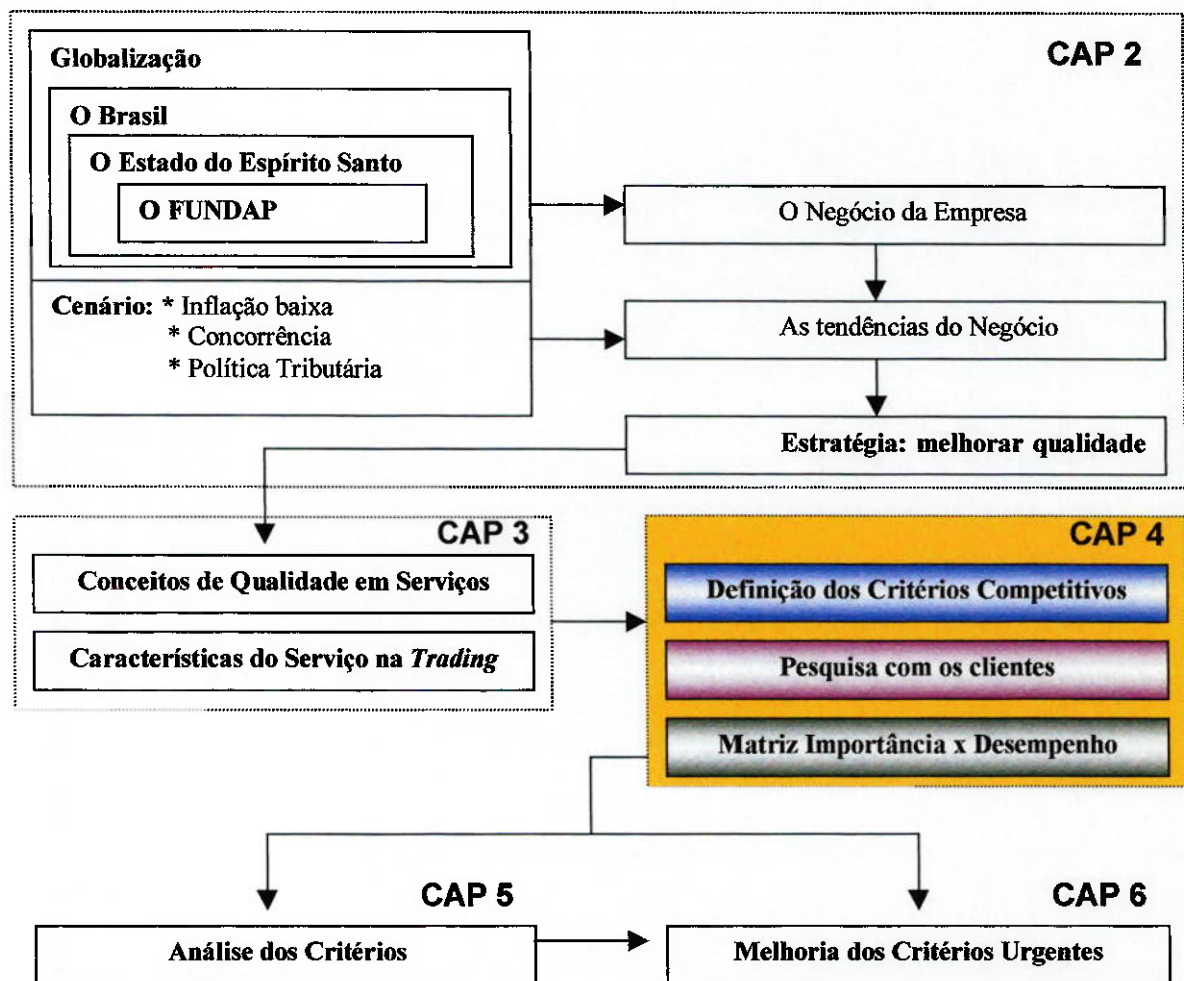 CAP 2
Globalização
O Brasil
O Estado do Espírito Santo
O FUNDAP
Cenário: * Inflação baixa
* Concorrência
* Política Tributária
O Negócio da Empresa
As tendências do Negócio
Estratégia: melhorar qualidade
CAP 3
Conceitos de Qualidade em Serviços
Características do Serviço na Trading
CAP 4
Definição dos Critérios Competitivos
Pesquisa com os clientes
Matriz Importância x Desempenho
CAP 5
Análise dos Critérios
CAP 6
Melhoria dos Critérios Urgentes